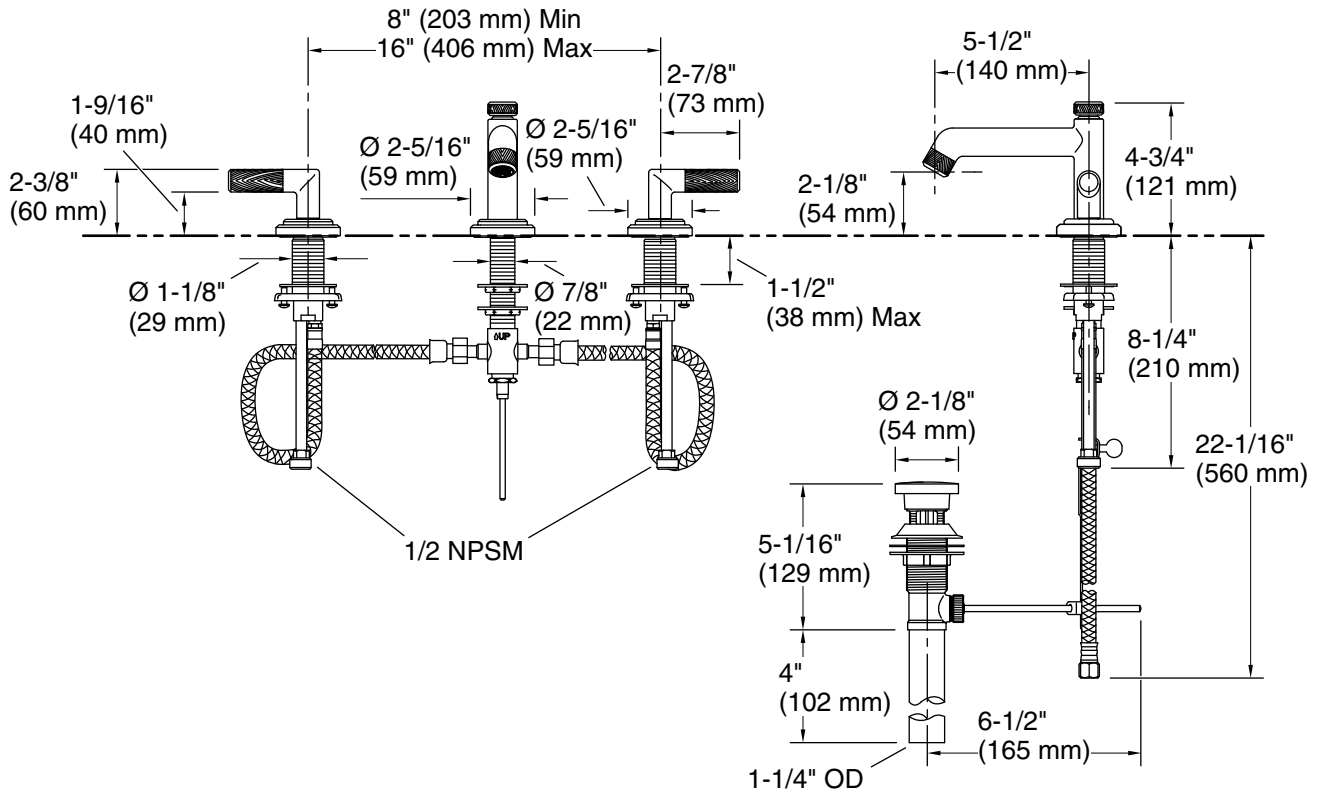 8" (203 mm) Min
16" (406 mm) Max
2-7/8"
(73 mm)
1-9/16"
(40 mm)
Ø 2-5/16"
(59 mm)
Ø 2-5/16"
(59 mm)
2-3/8"
(60 mm)
5-1/2"
(140 mm)
4-3/4"
(121 mm)
2-1/8"
(54 mm)
Ø 1-1/8"
(29 mm)
Ø 7/8"
(22 mm)
1-1/2"
(38 mm) Max
UP
8-1/4"
(210 mm)
Ø 2-1/8"
(54 mm)
22-1/16"
(560 mm)
1/2 NPSM
5-1/16"
(129 mm)
4"
(102 mm)
6-1/2"
(165 mm)
1-1/4" OD